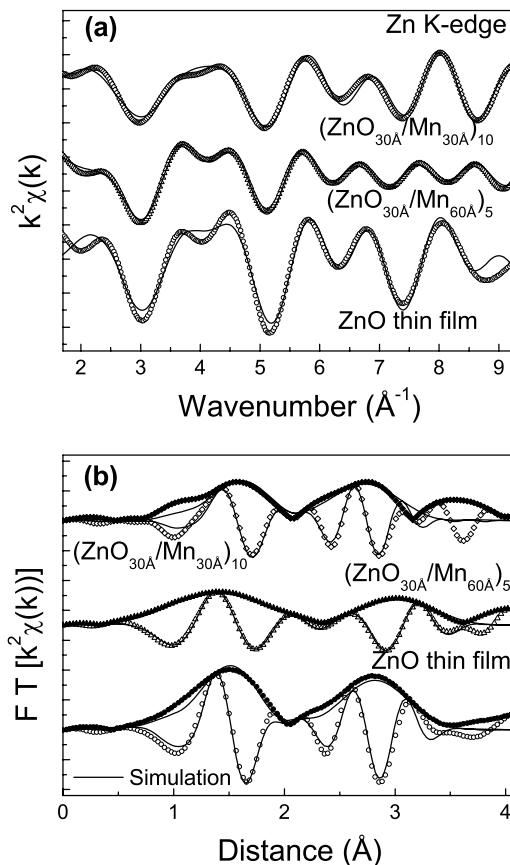 (a)
Zn K-edge
(ZnO30Å/Mn30Å)10
(ZnO30Å/Mn60Å)5
ZnO thin film
k2χ(k)
2 3 4 5 6 7 8 9
Wavenumber (Å-1)
(b)
(ZnO30Å/Mn30Å)10
(ZnO30Å/Mn60Å)5
ZnO thin film
Simulation
F T [k2χ(k))]
0 1 2 3 4
Distance (Å)